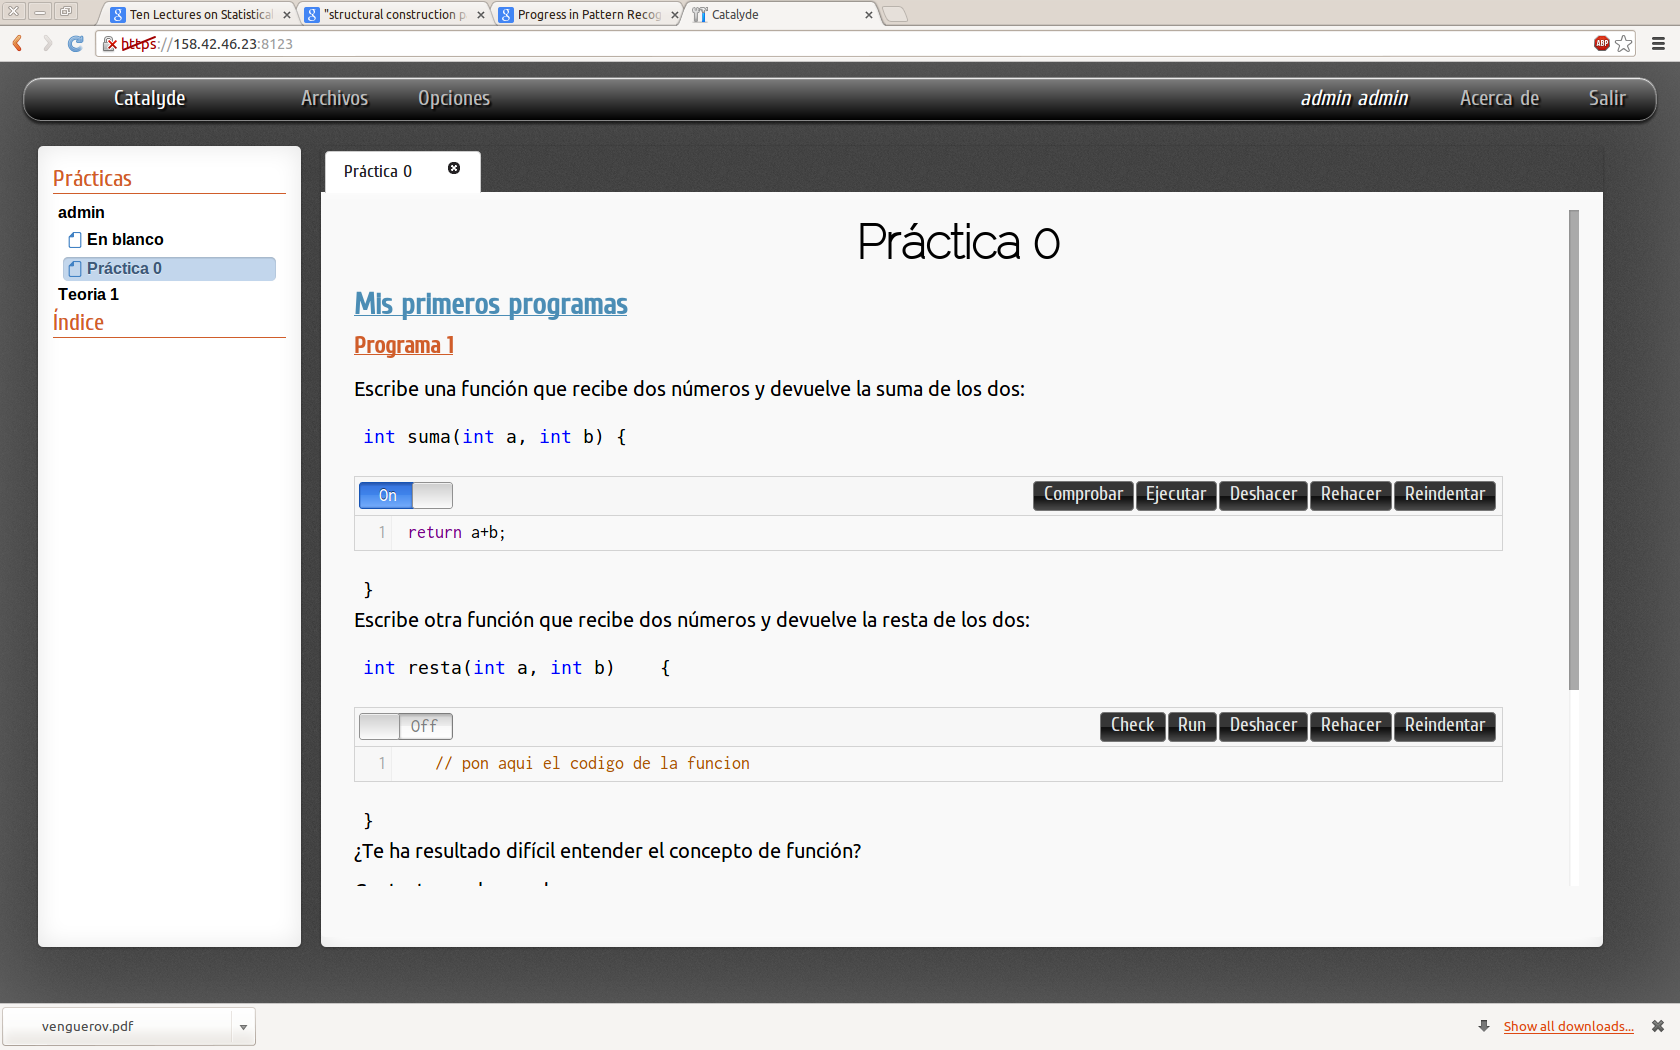 Ten Lectures on Statistical
"structural construction p
Progress in Pattern Recog
Catalyde
https://158.42.46.23:8123
ABP
Catalyde Archivos Opciones admin admin Acerca de Salir
Prácticas
admin
En blanco
Práctica 0
Teoria 1
Índice
Práctica 0
Práctica 0
Mis primeros programas
Programa 1
Escribe una función que recibe dos números y devuelve la suma de los dos:
int suma(int a, int b) {
On Comprobar Ejecutar Deshacer Rehacer Reindentar
1 return a+b;
}
Escribe otra función que recibe dos números y devuelve la resta de los dos:
int resta(int a, int b) {
Off Check Run Deshacer Rehacer Reindentar
1 // pon aqui el codigo de la funcion
}
¿Te ha resultado difícil entender el concepto de función?
venguerov.pdf
Show all downloads...